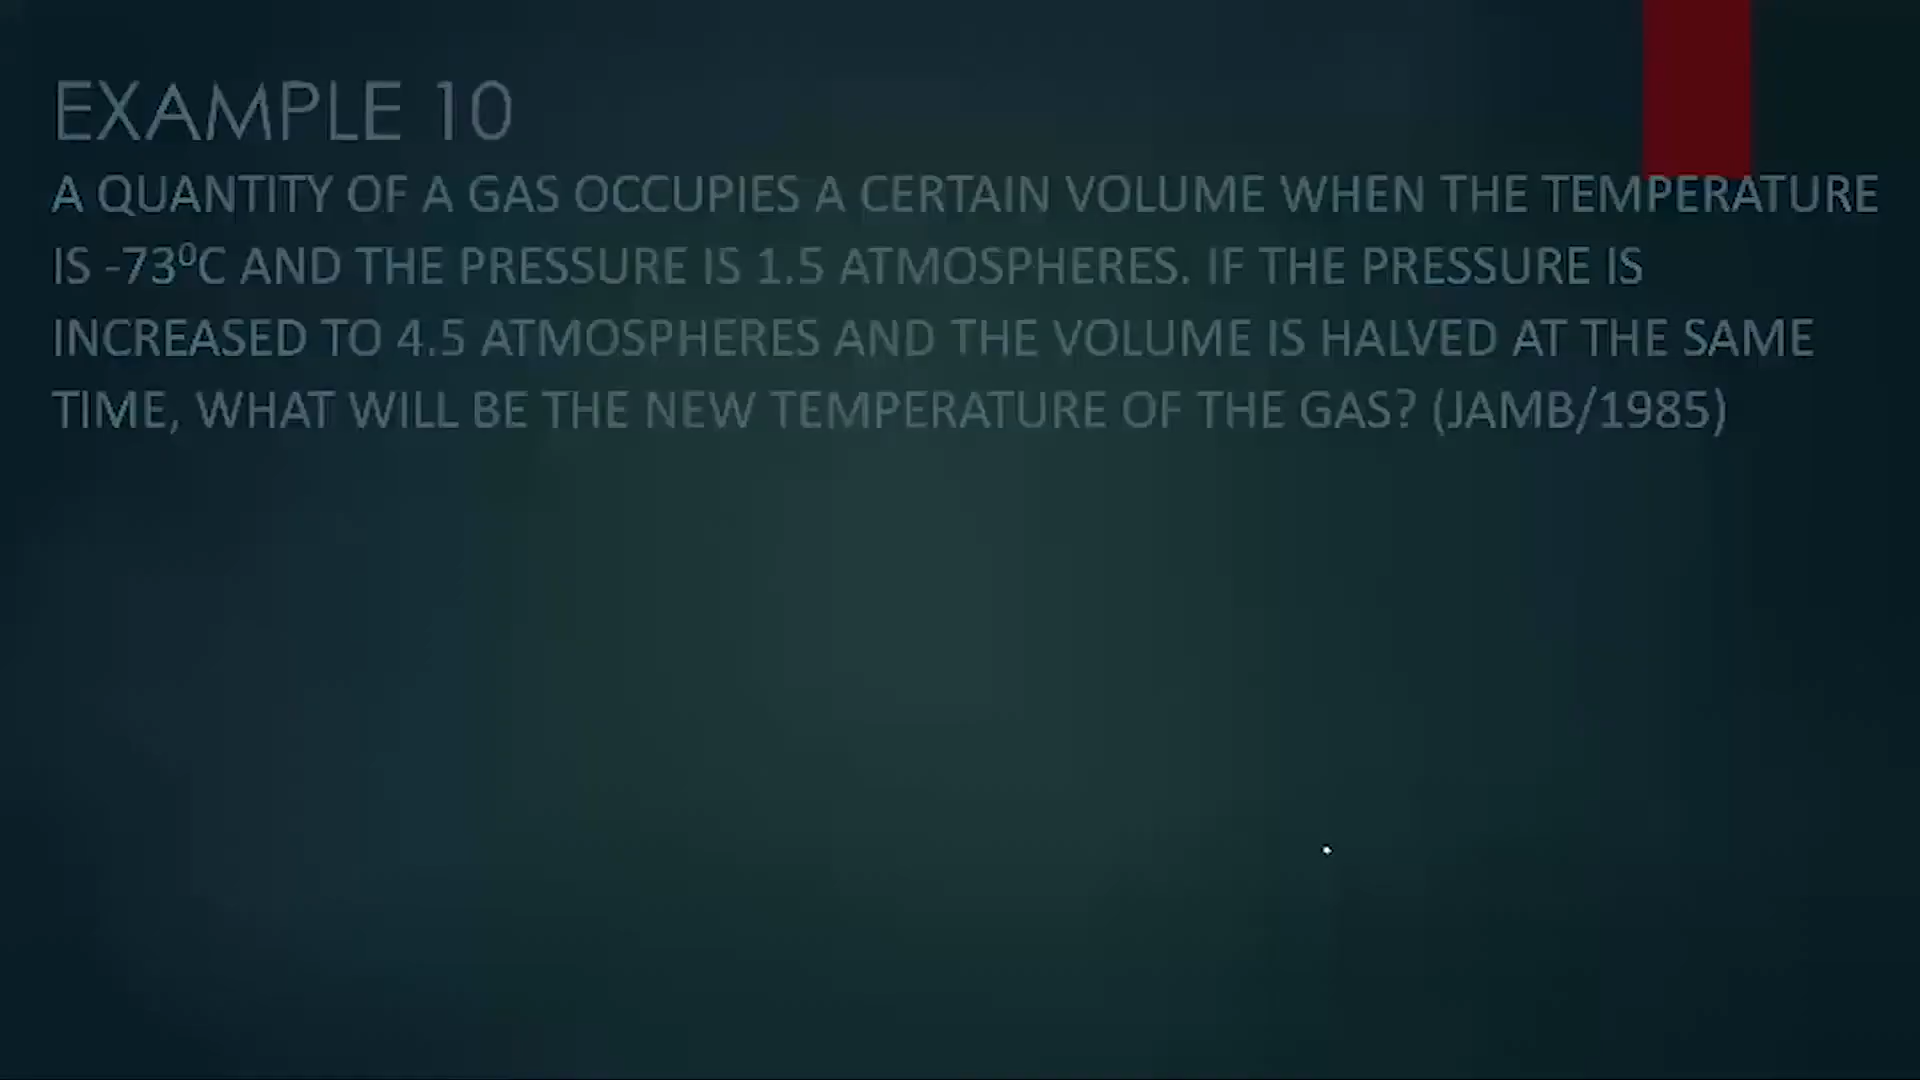 EXAMPLE 10
A QUANTITY OF A GAS OCCUPIES A CERTAIN VOLUME WHEN THE TEMPERATURE
IS -73⁰C AND THE PRESSURE IS 1.5 ATMOSPHERES. IF THE PRESSURE IS
INCREASED TO 4.5 ATMOSPHERES AND THE VOLUME IS HALVED AT THE SAME
TIME, WHAT WILL BE THE NEW TEMPERATURE OF THE GAS? (JAMB/1985)